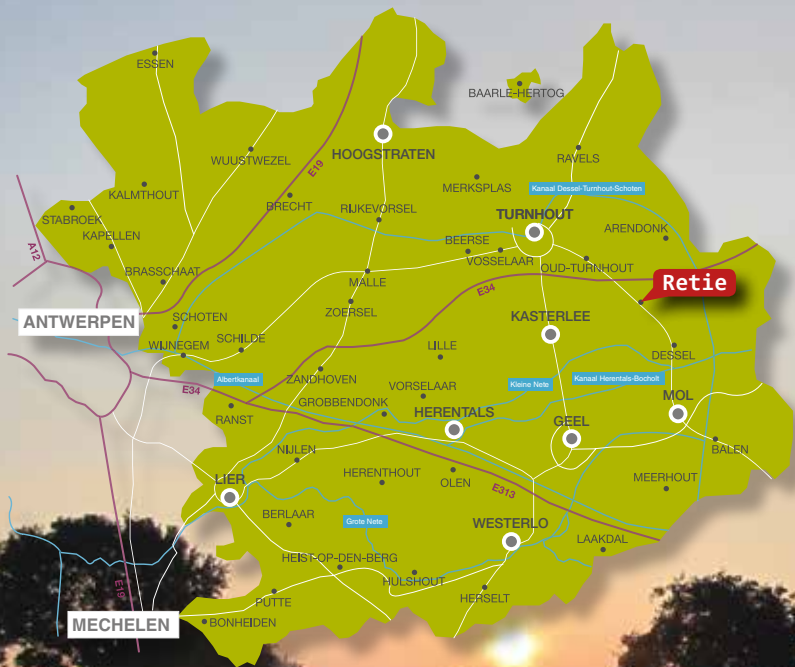 ESSEN
BAARLE-HERTOG
WUUSTWEZEL
E19
HOOGSTRATEN
RAVELS
KALMTHOUT
BRECHT
MERKSPLAS
Kanaal Dessel-Turnhout-Schoten
STABROEK
RIJKEVORSEL
TURNHOUT
KAPELLEN
A12
BEERSE
ARENDONK
VOSSELAAR
OUD-TURNHOUT
BRASSCHAAT
MALLE
E34
Retie
ANTWERPEN
SCHOTEN
ZOERSEL
KASTERLEE
WIJNEGEM
SCHILDE
LILLE
DESSEL
Albertkanaal
ZANDHOVEN
Kleine Nete
Kanaal Herentals-Bocholt
E34
VORSELAAR
MOL
RANST
GROBBENDONK
HERENTALS
GEEL
NIJLEN
BALEN
LIER
HERENTHOUT
OLEN
E313
MEERHOUT
BERLAAR
Grote Nete
WESTERLO
LAAKDAL
HEIST-OP-DEN-BERG
HULSHOUT
E19
PUTTE
HERSELT
MECHELEN
BONHEIDEN